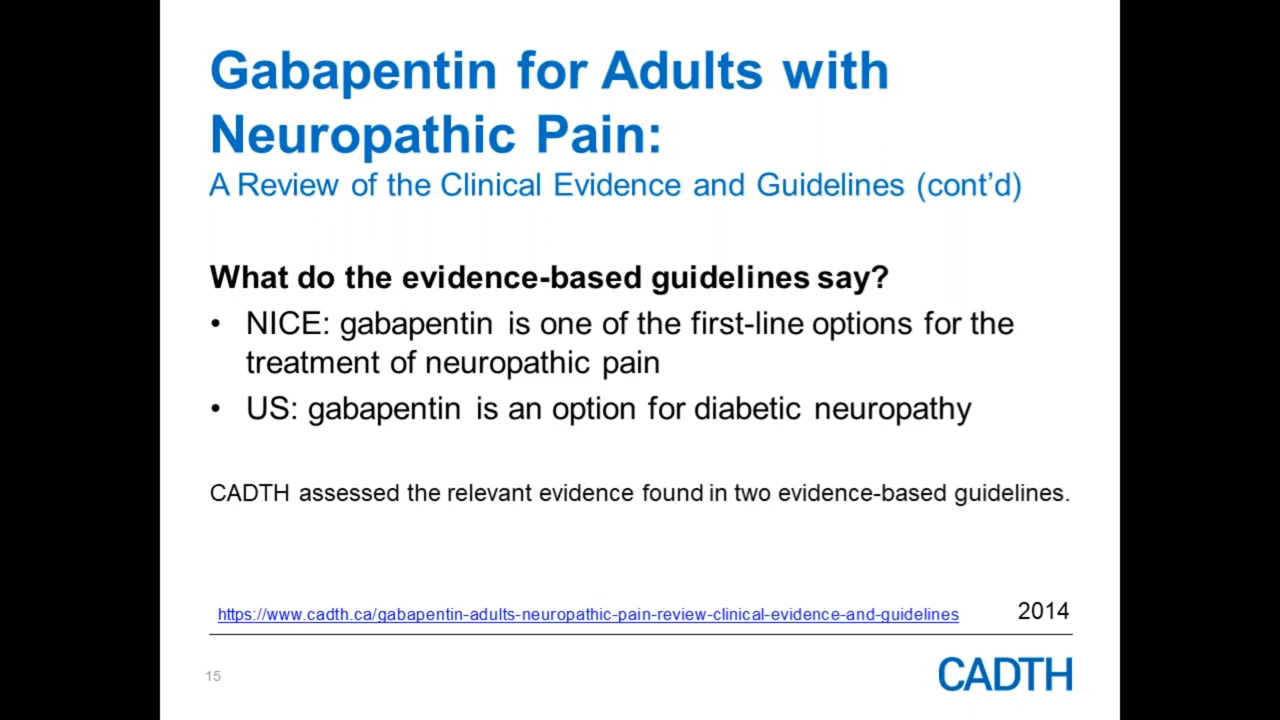 Gabapentin for Adults with
Neuropathic Pain:
A Review of the Clinical Evidence and Guidelines (cont’d)
What do the evidence-based guidelines say?
• NICE: gabapentin is one of the first-line options for the
treatment of neuropathic pain
• US: gabapentin is an option for diabetic neuropathy
CADTH assessed the relevant evidence found in two evidence-based guidelines.
https://www.cadth.ca/gabapentin-adults-neuropathic-pain-review-clinical-evidence-and-guidelines 2014
15
CADTH